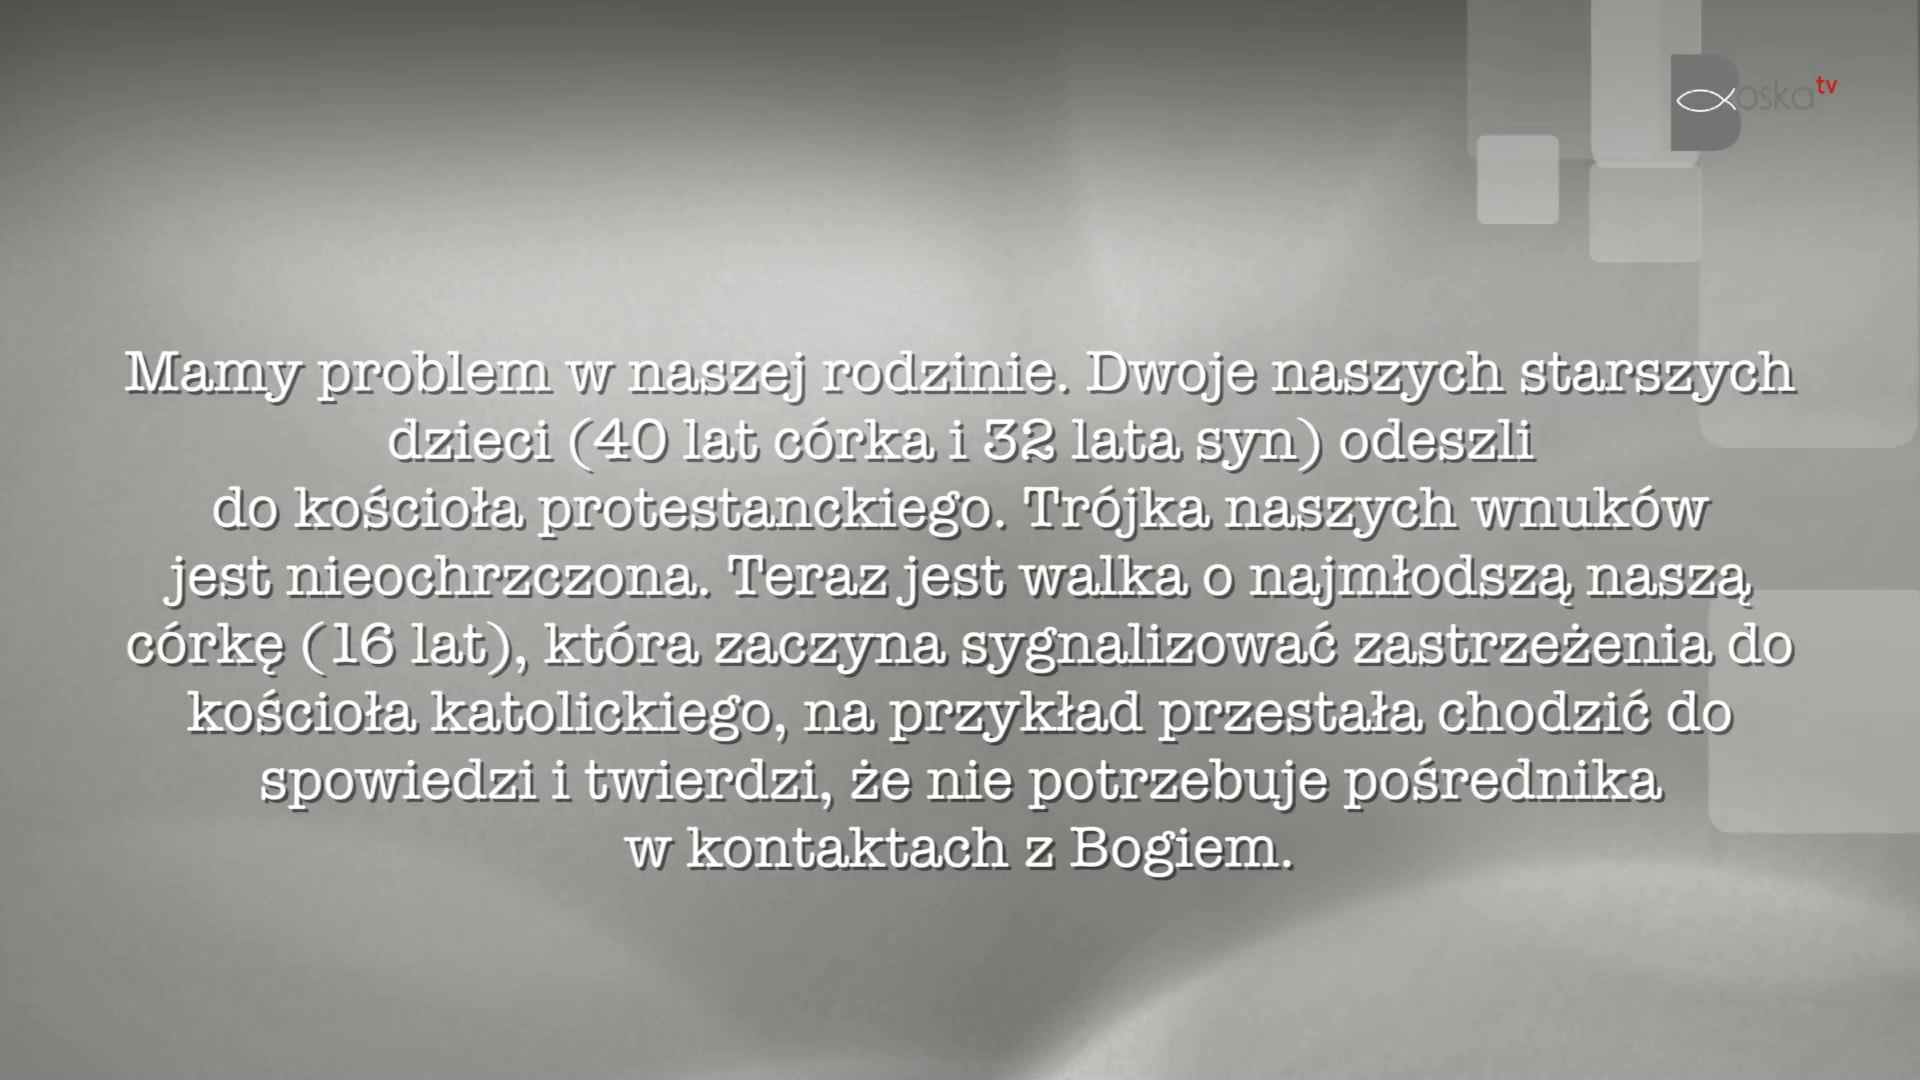 Boska tv
Mamy problem w naszej rodzinie. Dwoje naszych starszych
dzieci (40 lat córka i 32 lata syn) odeszli
do kościoła protestanckiego. Trójka naszych wnuków
jest nieochrzczona. Teraz jest walka o najmłodszą naszą
córkę (16 lat), która zaczyna sygnalizować zastrzeżenia do
kościoła katolickiego, na przykład przestała chodzić do
spowiedzi i twierdzi, że nie potrzebuje pośrednika
w kontaktach z Bogiem.